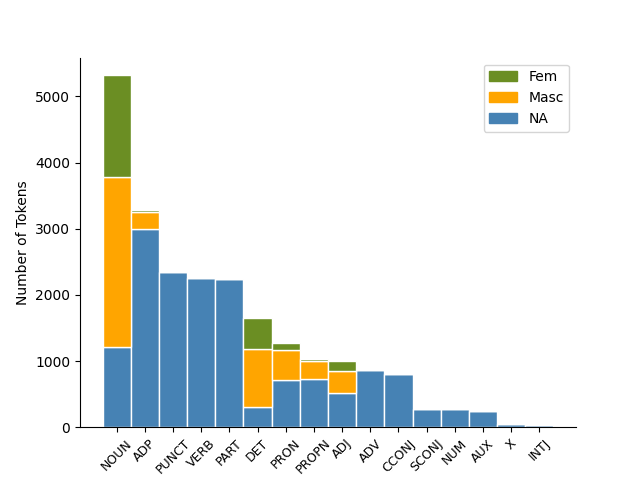 Fem
Masc
NA
5000
4000
3000
2000
1000
0
Number of Tokens
NOUN
ADP
PUNCT
VERB
PART
DET
PRON
PROPN
ADJ
ADV
CCONJ
SCONJ
NUM
AUX
X
INTJ